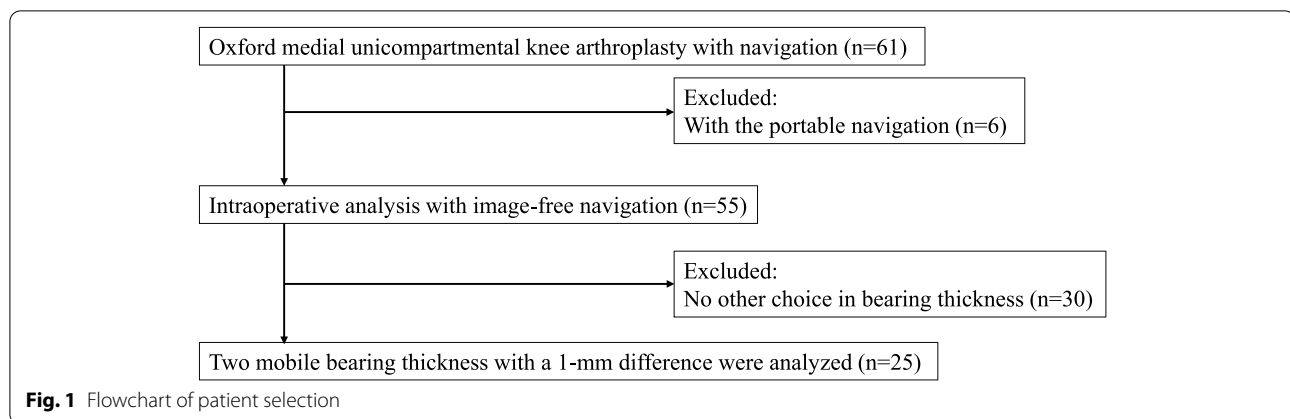 Oxford medial unicompartmental knee arthroplasty with navigation (n=61)
Excluded:
With the portable navigation (n=6)
Intraoperative analysis with image-free navigation (n=55)
Excluded:
No other choice in bearing thickness (n=30)
Two mobile bearing thickness with a 1-mm difference were analyzed (n=25)
Fig. 1 Flowchart of patient selection